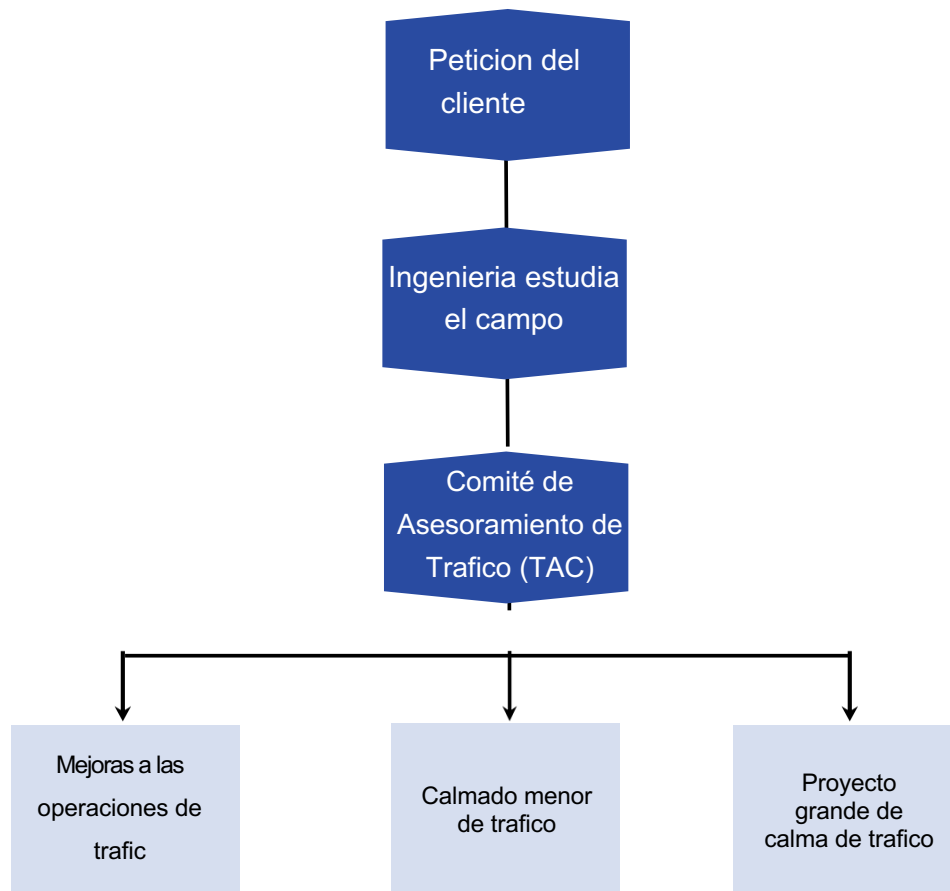 Peticion del
cliente
Ingenieria estudia
el campo
Comité de
Asesoramiento de
Trafico (TAC)
Mejoras a las
operaciones de
trafic
Calmado menor
de trafico
Proyecto
grande de
calma de trafico